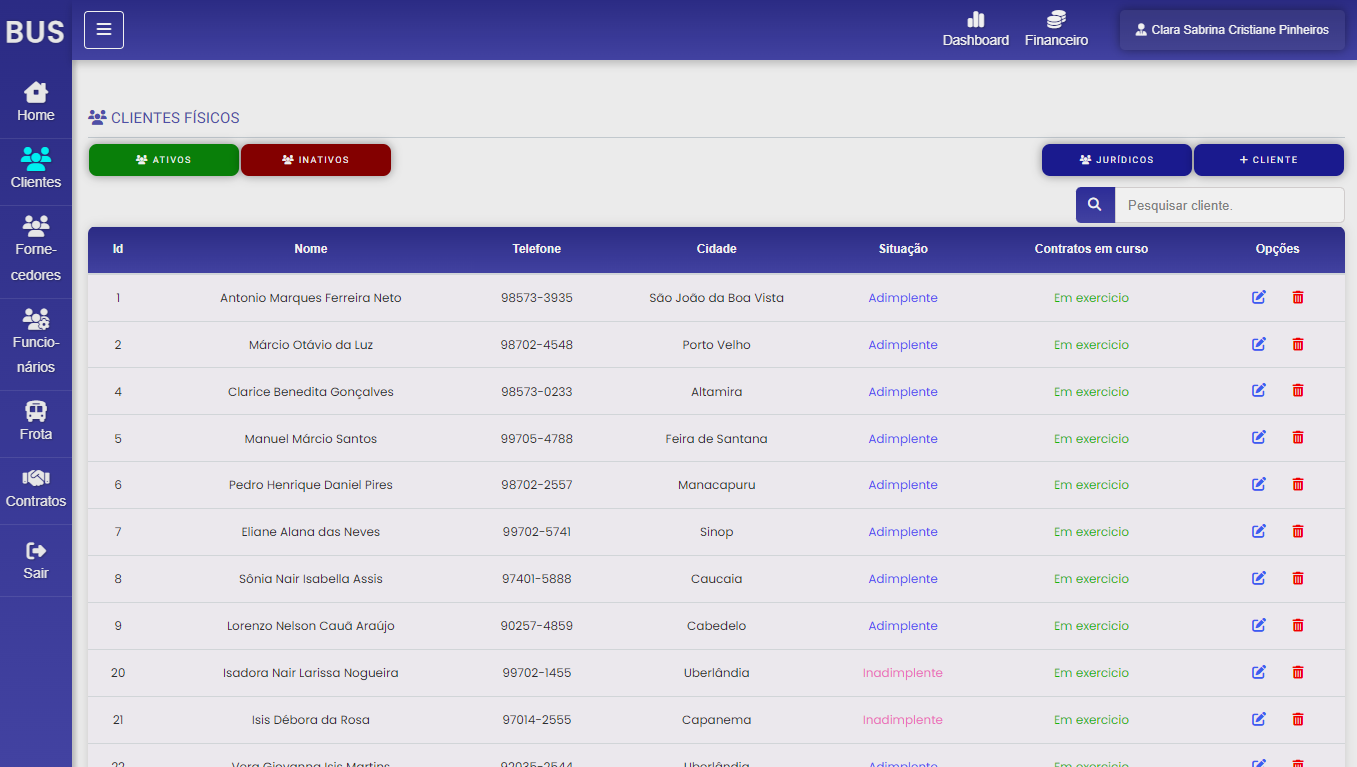 BUS
Dashboard
Financeiro
Clara Sabrina Cristiane Pinheiros
Home
Clientes
Forne-
cedores
Funcio-
nários
Frota
Contratos
Sair
CLIENTES FÍSICOS
ATIVOS
INATIVOS
JURÍDICOS
+ CLIENTE
Pesquisar cliente.
Id Nome Telefone Cidade Situação Contratos em curso Opções
1 Antonio Marques Ferreira Neto 98573-3935 São João da Boa Vista Adimplente Em exercicio
2 Márcio Otávio da Luz 98702-4548 Porto Velho Adimplente Em exercicio
4 Clarice Benedita Gonçalves 98573-0233 Altamira Adimplente Em exercicio
5 Manuel Márcio Santos 99705-4788 Feira de Santana Adimplente Em exercicio
6 Pedro Henrique Daniel Pires 98702-2557 Manacapuru Adimplente Em exercicio
7 Eliane Alana das Neves 99702-5741 Sinop Adimplente Em exercicio
8 Sônia Nair Isabella Assis 97401-5888 Caucaia Adimplente Em exercicio
9 Lorenzo Nelson Cauã Araújo 90257-4859 Cabedelo Adimplente Em exercicio
20 Isadora Nair Larissa Nogueira 99702-1455 Uberlândia Inadimplente Em exercicio
21 Isis Débora da Rosa 97014-2555 Capanema Inadimplente Em exercicio
22 Vera Giovanna Isis Martins 92035-2544 Uberlândia Adimplente Em exercicio